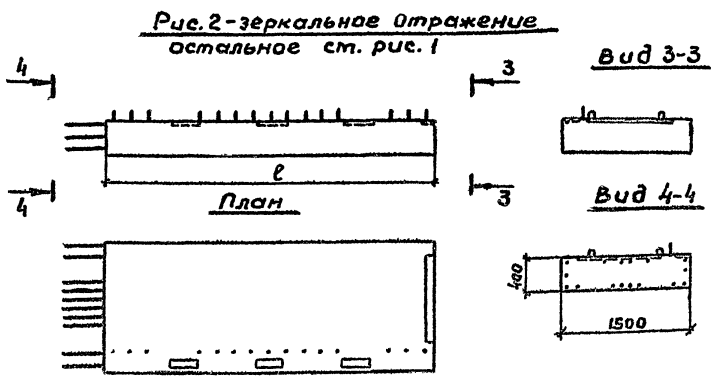 Рис. 2 - зеркальное отражение
остальное см. рис. 1
4
3
Вид 3-3
ℓ
4
План
3
Вид 4-4
400
1500